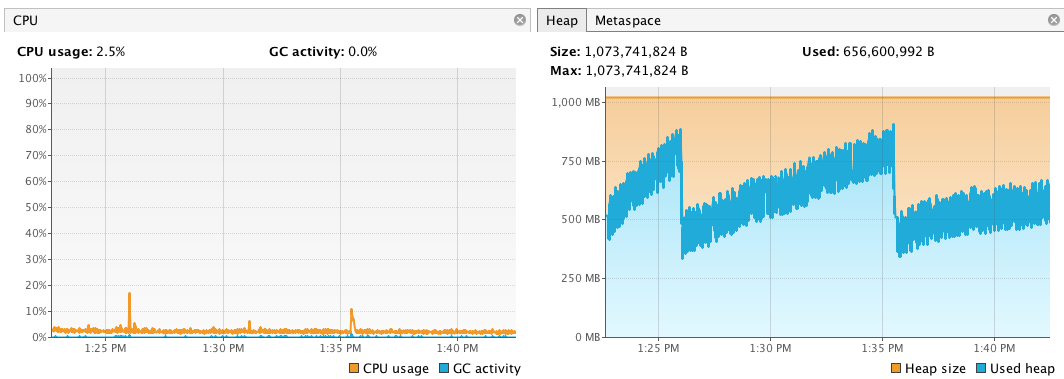 CPU
CPU usage: 2.5% GC activity: 0.0%
100%
90%
80%
70%
60%
50%
40%
30%
20%
10%
0%
1:25 PM 1:30 PM 1:35 PM 1:40 PM
CPU usage GC activity
Heap Metaspace
Size: 1,073,741,824 B Used: 656,600,992 B
Max: 1,073,741,824 B
1,000 MB
750 MB
500 MB
250 MB
0 MB
1:25 PM 1:30 PM 1:35 PM 1:40 PM
Heap size Used heap